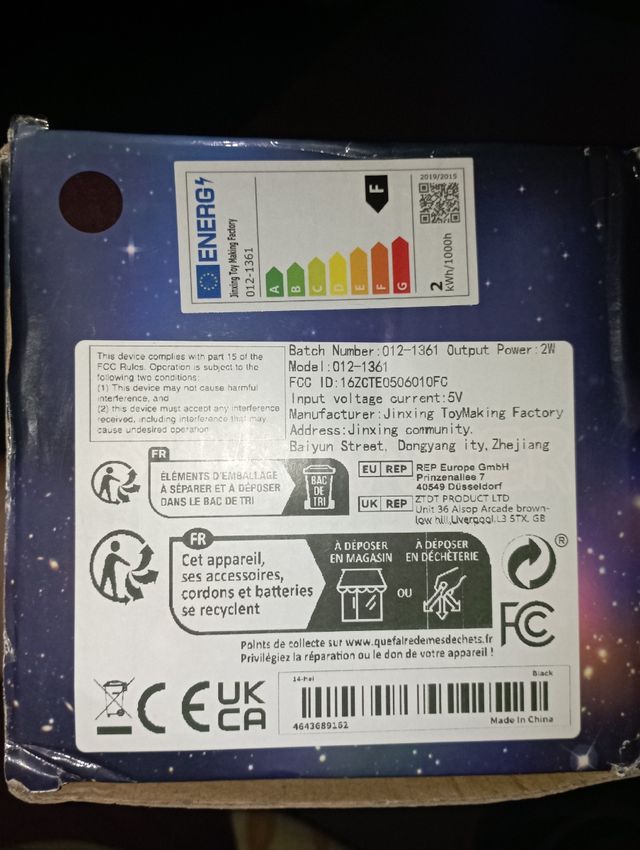 ENERG
Jinxing Toy Making Factory
012-1361
A
B
C
D
E
F
G
F
2019/2015
2
kWh/1000h
This device complies with part 15 of the
FCC Rules. Operation is subject to the
following two conditions:
(1) This device may not cause harmful
interference, and
(2) this device must accept any interference
received, including interference that may
cause undesired operation
Batch Number:012-1361 Output Power:2W
Model:012-1361
FCC ID:16ZCTE0506010FC
Input voltage current:5V
Manufacturer:Jinxing ToyMaking Factory
Address:Jinxing community.
Baiyun Street, Dongyang ity,Zhejiang
FR
ÉLÉMENTS D'EMBALLAGE
À SÉPARER ET À DÉPOSER
DANS LE BAC DE TRI
BAC
DE
TRI
EU REP
REP Europe GmbH
Prinzenallee 7
40549 Düsseldorf
UK REP
ZTDT PRODUCT LTD
Unit 36 Alsop Arcade brown-
low hill,Liverpool,L3 5TX, GB
FR
Cet appareil,
ses accessoires,
cordons et batteries
se recyclent
À DÉPOSER
EN MAGASIN
OU
À DÉPOSER
EN DÉCHÈTERIE
®
FC
Points de collecte sur www.quefairedemesdechets.fr
Privilégiez la réparation ou le don de votre appareil !
CE
UK
CA
14-hei
Black
4643689162
Made In China